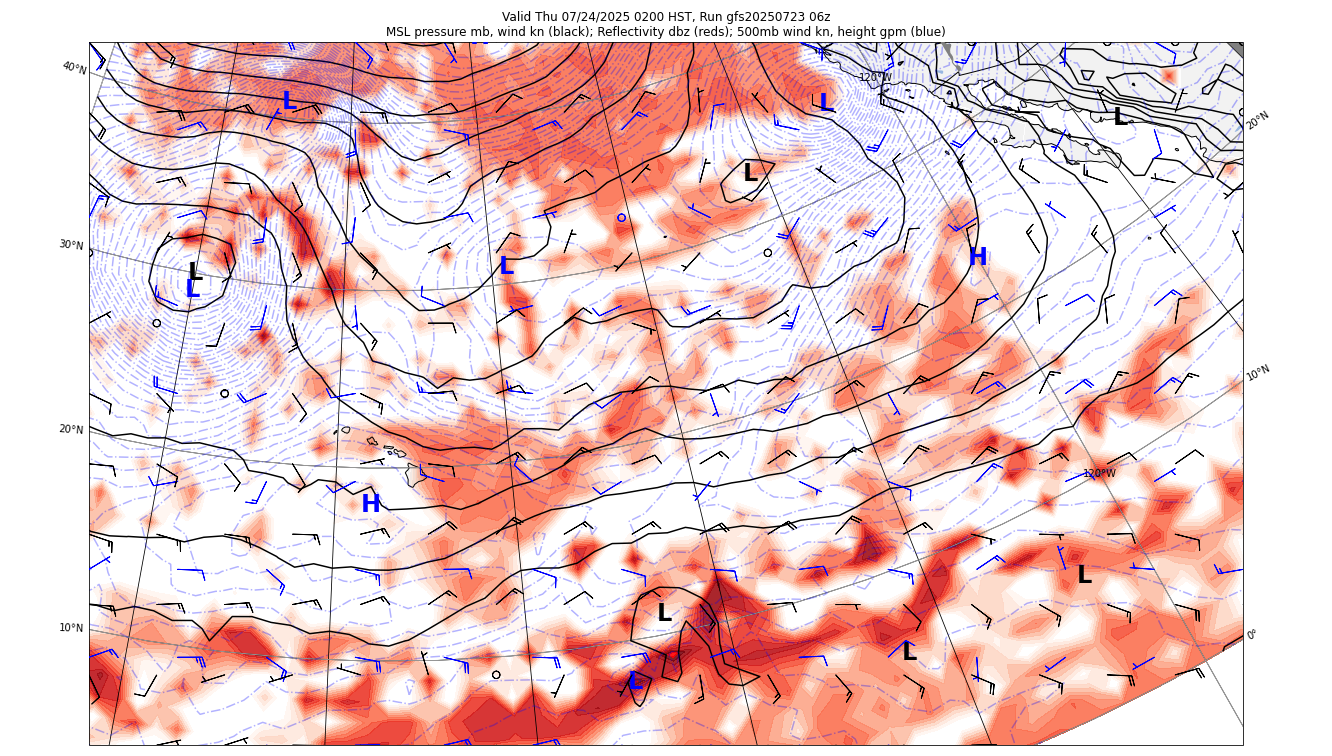 Valid Thu 07/24/2025 0200 HST, Run gfs20250723 06z
MSL pressure mb, wind kn (black); Reflectivity dbz (reds); 500mb wind kn, height gpm (blue)
40°N
120°W
L
L
L
20°N
L
30°N
L
L
L
H
10°N
20°N
120°W
H
L
10°N
L
0°
L
L